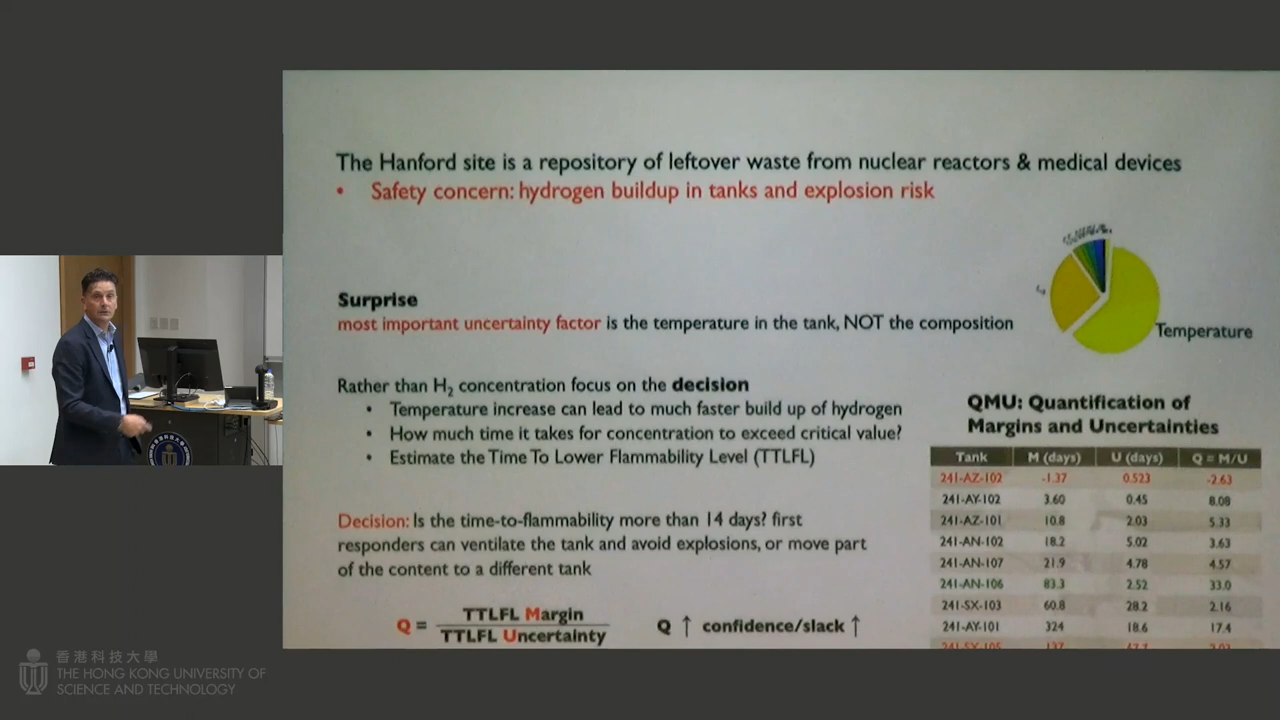 The Hanford site is a repository of leftover waste from nuclear reactors & medical devices
• Safety concern: hydrogen buildup in tanks and explosion risk
Surprise
most important uncertainty factor is the temperature in the tank, NOT the composition
Temperature
Rather than H₂ concentration focus on the decision
• Temperature increase can lead to much faster build up of hydrogen
• How much time it takes for concentration to exceed critical value?
• Estimate the Time To Lower Flammability Level (TTLFL)
Decision: Is the time-to-flammability more than 14 days? first
responders can ventilate the tank and avoid explosions, or move part
of the content to a different tank
Q = TTLFL Margin
TTLFL Uncertainty
Q ↑ confidence/slack ↑
QMU: Quantification of
Margins and Uncertainties
Tank M (days) U (days) Q = M/U
241-AZ-102 -1.37 0.523 -2.63
241-AY-102 3.60 0.45 8.08
241-AZ-101 10.8 2.03 5.33
241-AN-102 18.2 5.02 3.63
241-AN-107 21.9 4.78 4.57
241-AN-106 83.3 2.52 33.0
241-SX-103 60.8 28.2 2.16
241-AY-101 324 18.6 17.4
241-SX-105 137
香港科技大學
THE HONG KONG UNIVERSITY OF
SCIENCE AND TECHNOLOGY